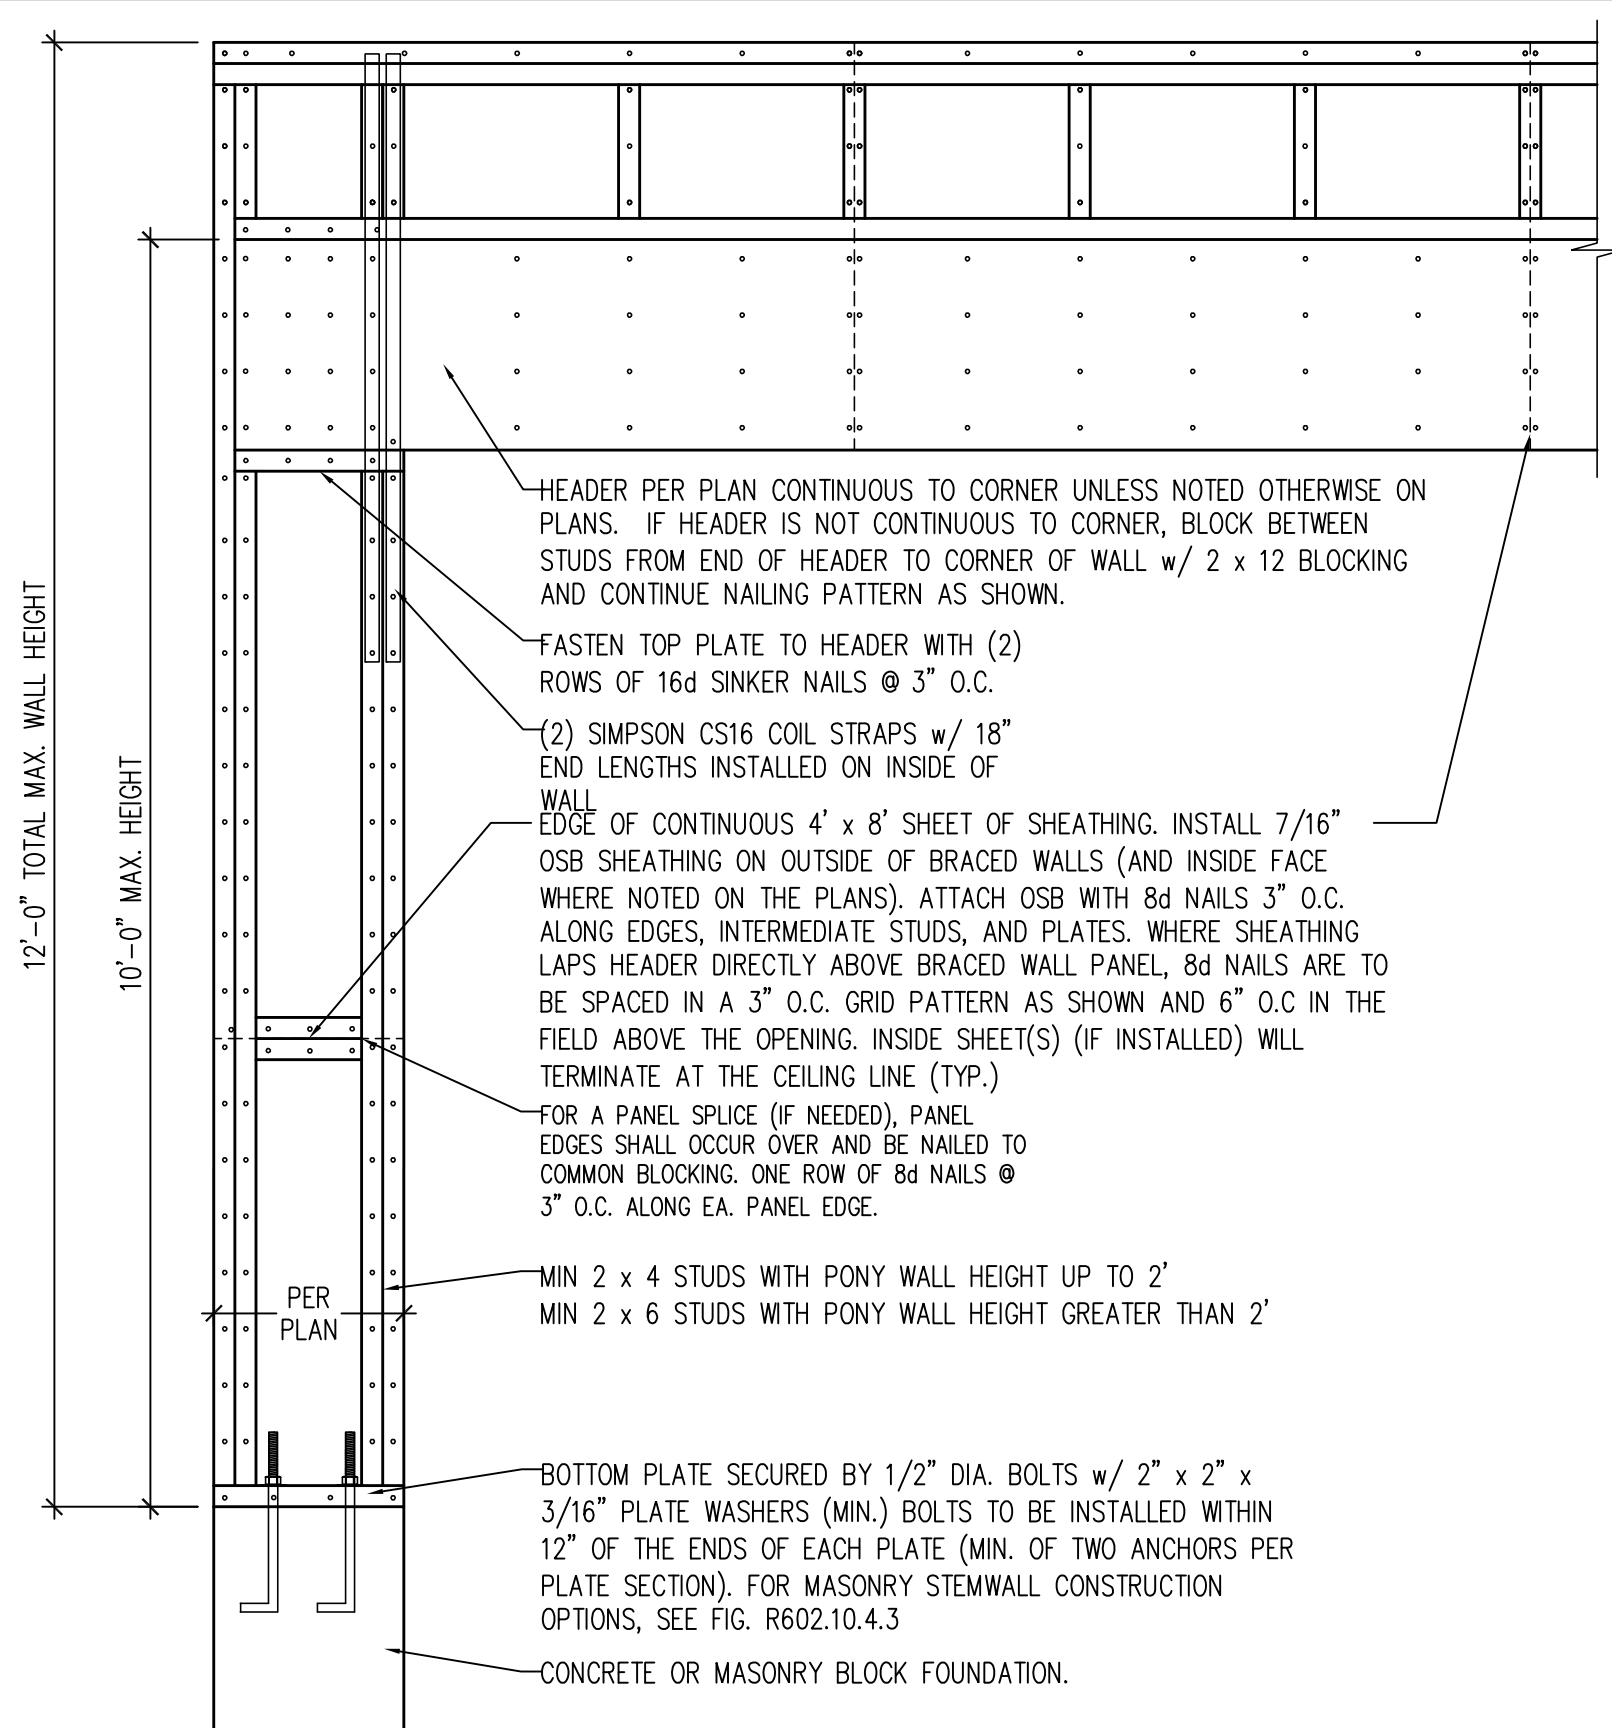 HEADER PER PLAN CONTINUOUS TO CORNER UNLESS NOTED OTHERWISE ON
PLANS. IF HEADER IS NOT CONTINUOUS TO CORNER, BLOCK BETWEEN
STUDS FROM END OF HEADER TO CORNER OF WALL w/ 2 x 12 BLOCKING
AND CONTINUE NAILING PATTERN AS SHOWN.
FASTEN TOP PLATE TO HEADER WITH (2)
ROWS OF 16d SINKER NAILS @ 3" O.C.
(2) SIMPSON CS16 COIL STRAPS w/ 18"
END LENGTHS INSTALLED ON INSIDE OF
WALL
EDGE OF CONTINUOUS 4' x 8' SHEET OF SHEATHING. INSTALL 7/16"
OSB SHEATHING ON OUTSIDE OF BRACED WALLS (AND INSIDE FACE
WHERE NOTED ON THE PLANS). ATTACH OSB WITH 8d NAILS 3" O.C.
ALONG EDGES, INTERMEDIATE STUDS, AND PLATES. WHERE SHEATHING
LAPS HEADER DIRECTLY ABOVE BRACED WALL PANEL, 8d NAILS ARE TO
BE SPACED IN A 3" O.C. GRID PATTERN AS SHOWN AND 6" O.C IN THE
FIELD ABOVE THE OPENING. INSIDE SHEET(S) (IF INSTALLED) WILL
TERMINATE AT THE CEILING LINE (TYP.)
FOR A PANEL SPLICE (IF NEEDED), PANEL
EDGES SHALL OCCUR OVER AND BE NAILED TO
COMMON BLOCKING. ONE ROW OF 8d NAILS @
3" O.C. ALONG EA. PANEL EDGE.
MIN 2 x 4 STUDS WITH PONY WALL HEIGHT UP TO 2'
MIN 2 x 6 STUDS WITH PONY WALL HEIGHT GREATER THAN 2'
BOTTOM PLATE SECURED BY 1/2" DIA. BOLTS w/ 2" x 2" x
3/16" PLATE WASHERS (MIN.) BOLTS TO BE INSTALLED WITHIN
12" OF THE ENDS OF EACH PLATE (MIN. OF TWO ANCHORS PER
PLATE SECTION). FOR MASONRY STEMWALL CONSTRUCTION
OPTIONS, SEE FIG. R602.10.4.3
CONCRETE OR MASONRY BLOCK FOUNDATION.
12'-0" TOTAL MAX. WALL HEIGHT
10'-0" MAX. HEIGHT
PER
PLAN